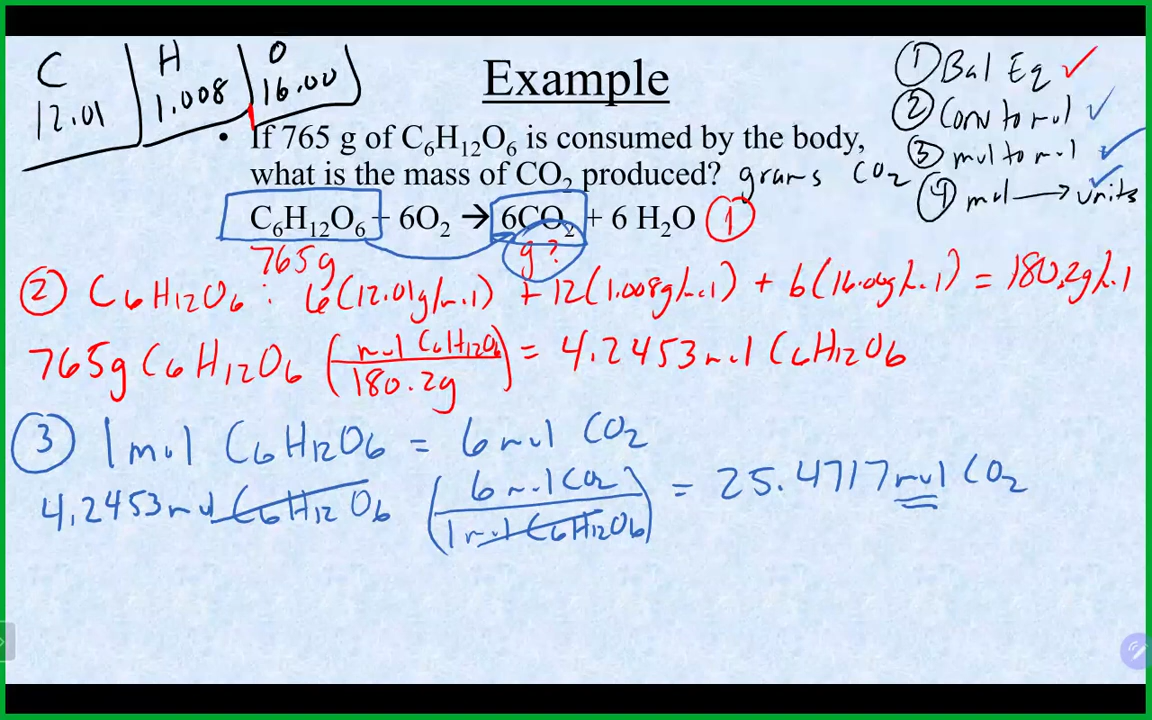 C H O
12.01 1.008 16.00
Example
① Bal Eq ✓
② Conv to mol ✓
③ mol to mol ✓
④ mol → units ✓
• If 765 g of C₆H₁₂O₆ is consumed by the body,
what is the mass of CO₂ produced? grams CO₂
C₆H₁₂O₆ + 6O₂ → 6CO₂ + 6 H₂O ①
765g g?
② C₆H₁₂O₆ : 6(12.01g/mol) + 12(1.008g/mol) + 6(16.00g/mol) = 180.2g/mol
765g C₆H₁₂O₆ (mol C₆H₁₂O₆ / 180.2g) = 4.2453 mol C₆H₁₂O₆
③ 1 mol C₆H₁₂O₆ = 6 mol CO₂
4.2453 mol C₆H₁₂O₆ (6 mol CO₂ / 1 mol C₆H₁₂O₆) = 25.4717 mol CO₂